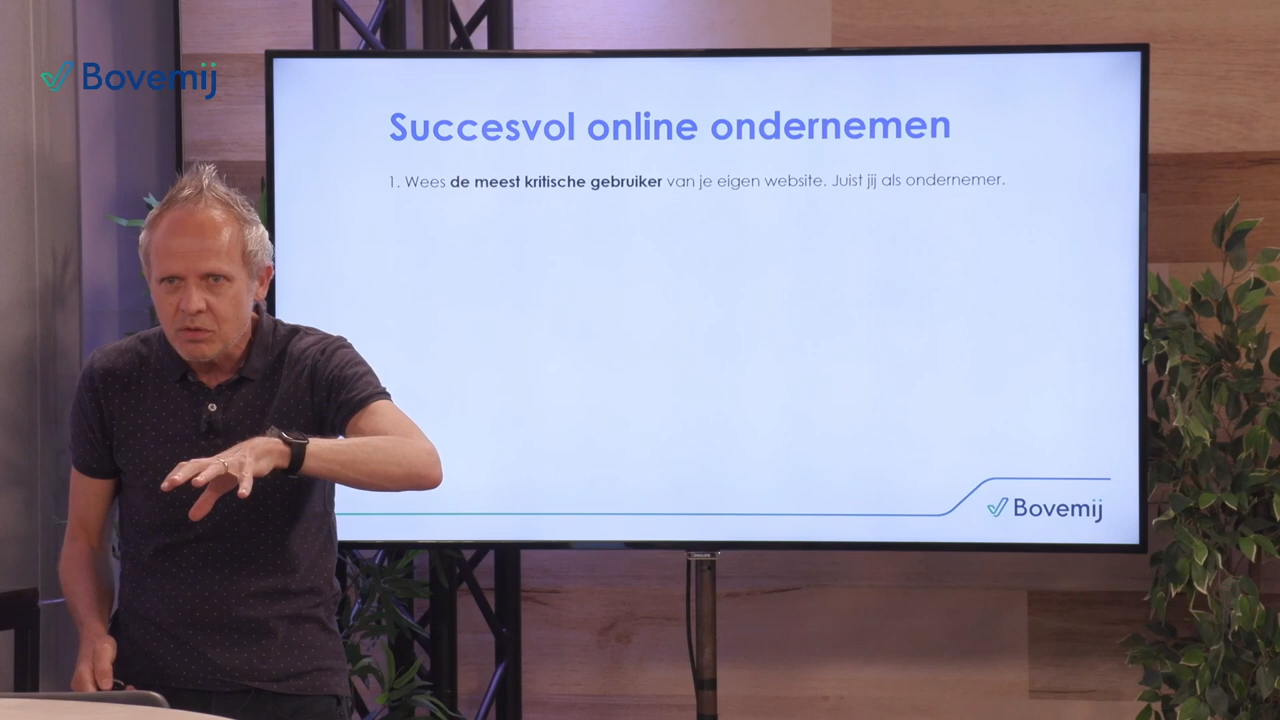 Bovemij
Succesvol online ondernemen
1. Wees de meest kritische gebruiker van je eigen website. Juist jij als ondernemer.
Bovemij